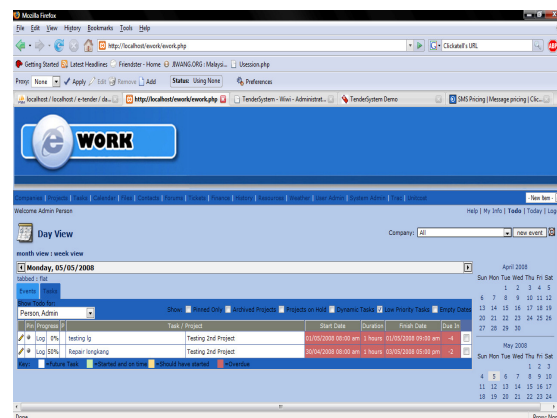 Mozilla Firefox
File Edit View History Bookmarks Tools Help
http://localhost/ework/ework.php
Clickatell's URL
Getting Started Latest Headlines Friendster - Home JIWANG.ORG : Malaysi... Usession.php
Proxy: None Apply Edit Remove Add Status: Using None Preferences
localhost / localhost / e-tender / da... http://localhost/ework/ework.php TenderSystem - Wiwi - Administrat... TenderSystem Demo SMS Pricing | Message pricing | Clic...
WORK
Companies Projects Tasks Calendar Files Contacts Forums Tickets Finance History Resources Weather User Admin System Admin - New Item -
Welcome Admin Person Help | My Info | Todo | Today | Log
Day View Company: All new event
month view : week view
Monday, 05/05/2008
tabbed : flat
Events Tasks
Show Todo for:
Person, Admin Show: Pinned Only Archived Projects Projects on Hold Dynamic Tasks Low Priority Tasks Empty Dates
Pin Progress P Task / Project Start Date Duration Finish Date Due In
Log 0% testing lg Testing 2nd Project 01/05/2008 08:00 am 1 hours 01/05/2008 09:00 am -4
Log 50% Repair longkang Testing 2nd Project 30/04/2008 08:00 am 1 hours 03/05/2008 05:00 pm -2
Key: =Future Task =Started and on time =Should have started =Overdue
April 2008
Sun Mon Tue Wed Thu Fri Sat
1 2 3 4 5
6 7 8 9 10 11 12
13 14 15 16 17 18 19
20 21 22 23 24 25 26
27 28 29 30
May 2008
Sun Mon Tue Wed Thu Fri Sat
1 2 3
4 5 6 7 8 9 10
11 12 13 14 15 16 17
18 19 20 21 22 23 24
Done Proxy: None